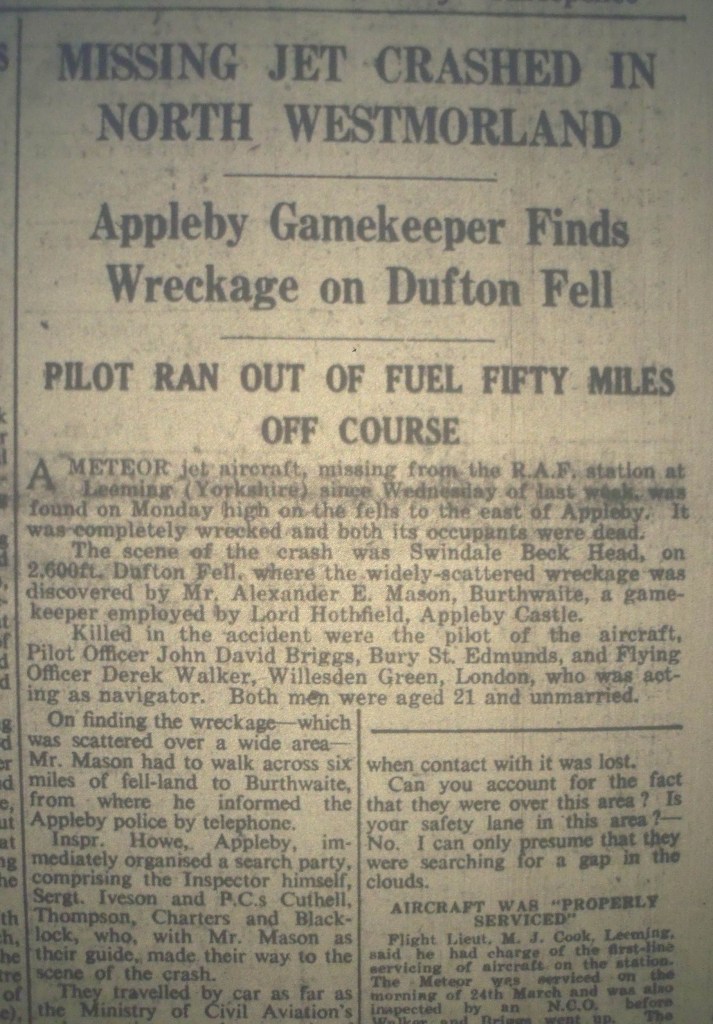 MISSING JET CRASHED IN
NORTH WESTMORLAND
Appleby Gamekeeper Finds
Wreckage on Dufton Fell
PILOT RAN OUT OF FUEL FIFTY MILES
OFF COURSE
A METEOR jet aircraft, missing from the R.A.F. station at
Leeming (Yorkshire) since Wednesday of last week, was
found on Monday high on the fells to the east of Appleby. It
was completely wrecked and both its occupants were dead.
The scene of the crash was Swindale Beck Head, on
2,600ft. Dufton Fell, where the widely-scattered wreckage was
discovered by Mr. Alexander E. Mason, Burthwaite, a game-
keeper employed by Lord Hothfield, Appleby Castle.
Killed in the accident were the pilot of the aircraft,
Pilot Officer John David Briggs, Bury St. Edmunds, and Flying
Officer Derek Walker, Willesden Green, London, who was act-
ing as navigator. Both men were aged 21 and unmarried.
On finding the wreckage—which
was scattered over a wide area—
Mr. Mason had to walk across six
miles of fell-land to Burthwaite,
from where he informed the
Appleby police by telephone.
Inspr. Howe, Appleby, im-
mediately organised a search party,
comprising the Inspector himself,
Sergt. Iveson and P.C.s Cuthell,
Thompson, Charters and Black-
lock, who, with Mr. Mason as
their guide, made their way to the
scene of the crash.
They travelled by car as far as
the Ministry of Civil Aviation's
when contact with it was lost.
Can you account for the fact
that they were over this area? Is
your safety lane in this area?—
No. I can only presume that they
were searching for a gap in the
clouds.
AIRCRAFT WAS "PROPERLY
SERVICED"
Flight Lieut. M. J. Cook, Leeming,
said he had charge of the first-line
servicing of aircraft on the station.
The Meteor was serviced on the
morning of 24th March and was also
inspected by an N.C.O. before
Walker and Briggs went up. The